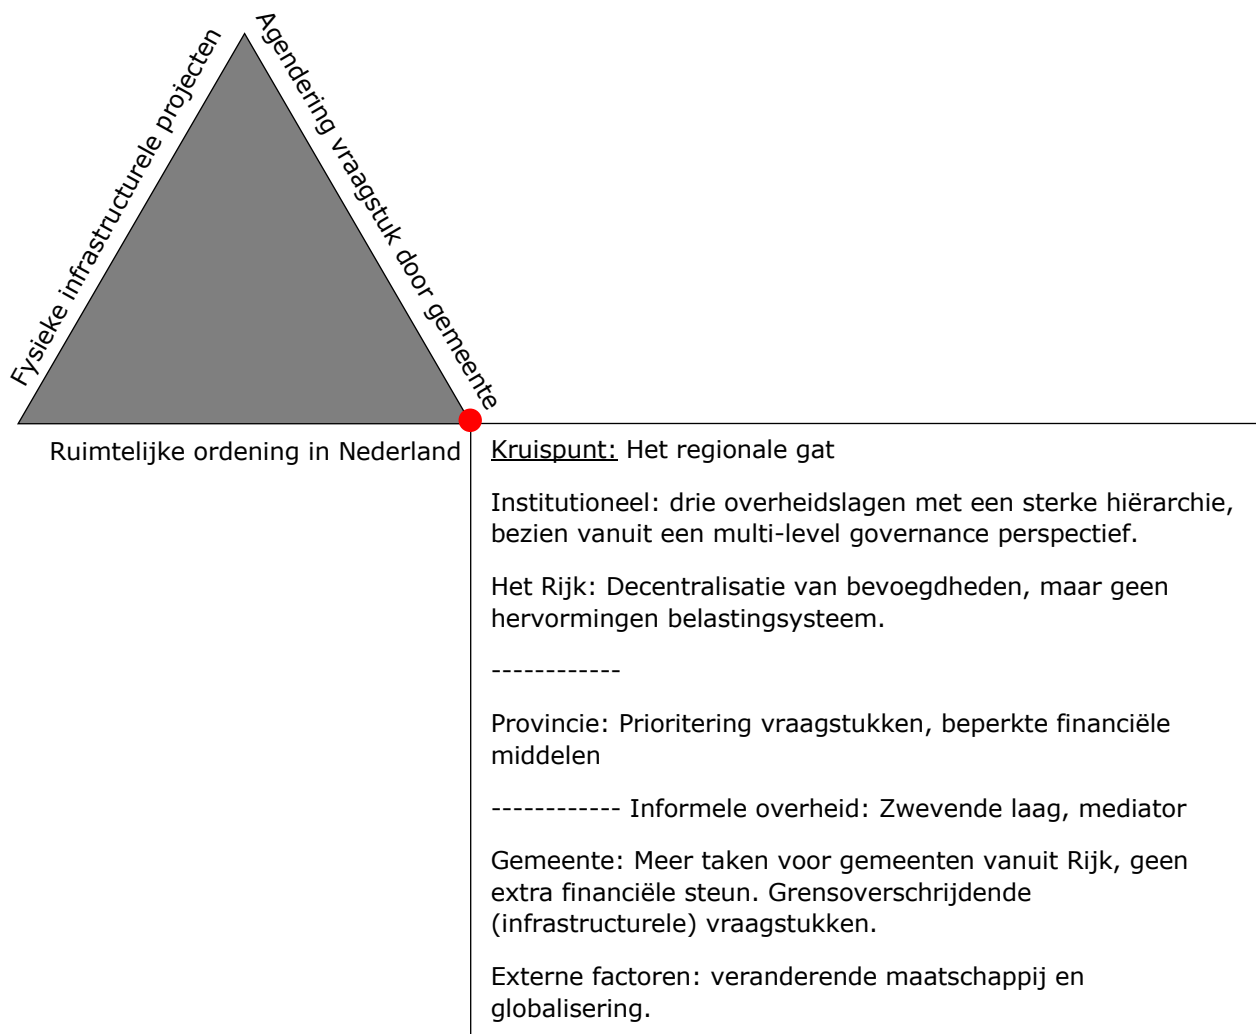 Fysieke infrastructurele projecten
Agendering vraagstuk door gemeente
Ruimtelijke ordening in Nederland
Kruispunt: Het regionale gat
Institutioneel: drie overheidslagen met een sterke hiërarchie,
bezien vanuit een multi-level governance perspectief.
Het Rijk: Decentralisatie van bevoegdheden, maar geen
hervormingen belastingsysteem.
------------
Provincie: Prioritering vraagstukken, beperkte financiële
middelen
------------ Informele overheid: Zwevende laag, mediator
Gemeente: Meer taken voor gemeenten vanuit Rijk, geen
extra financiële steun. Grensoverschrijdende
(infrastructurele) vraagstukken.
Externe factoren: veranderende maatschappij en
globalisering.